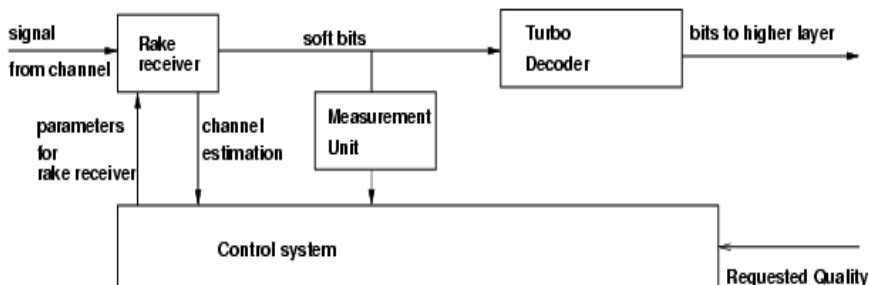 signal
from channel
Rake
receiver
soft bits
Turbo
Decoder
bits to higher layer
parameters
for
rake receiver
channel
estimation
Measurement
Unit
Control system
Requested Quality